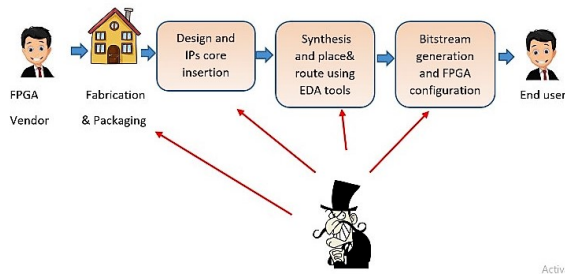 FPGA
Vendor
Fabrication
& Packaging
Design and
IPs core
insertion
Synthesis
and place&
route using
EDA tools
Bitstream
generation
and FPGA
configuration
End user
Activ